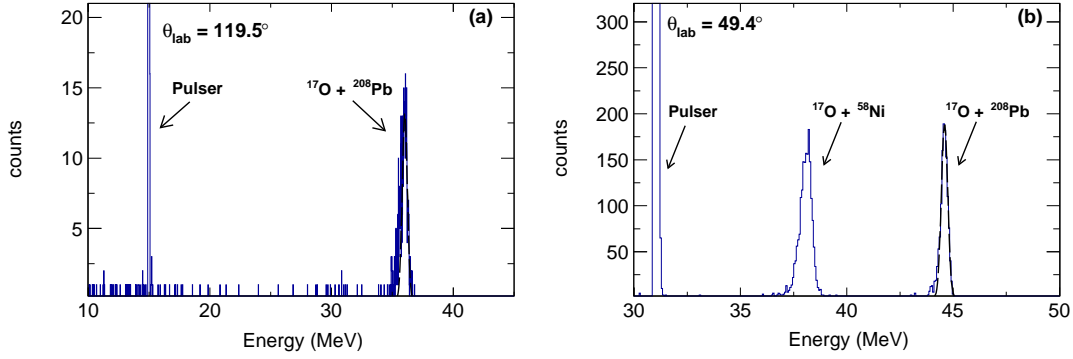 (a)
θlab = 119.5°
Pulser
17O + 208Pb
counts
20
15
10
5
10
20
30
40
Energy (MeV)
(b)
θlab = 49.4°
Pulser
17O + 58Ni
17O + 208Pb
counts
300
250
200
150
100
50
30
35
40
45
50
Energy (MeV)